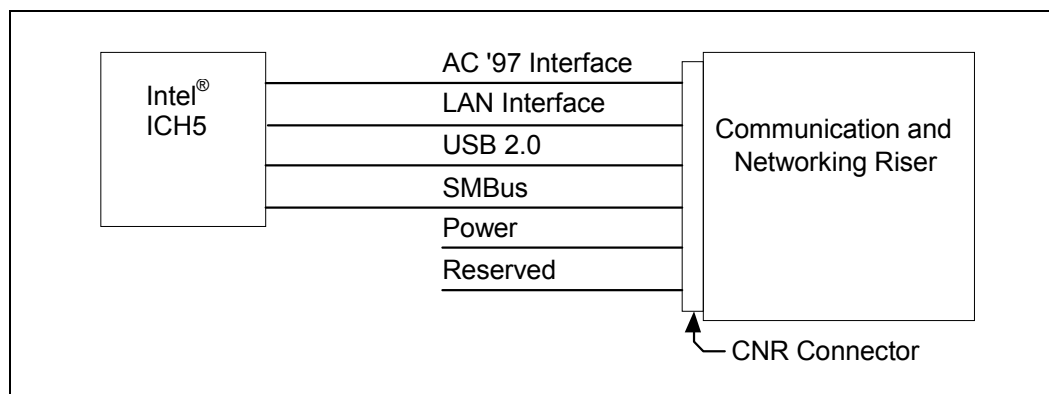 Intel®
ICH5
AC '97 Interface
LAN Interface
USB 2.0
SMBus
Power
Reserved
Communication and
Networking Riser
CNR Connector